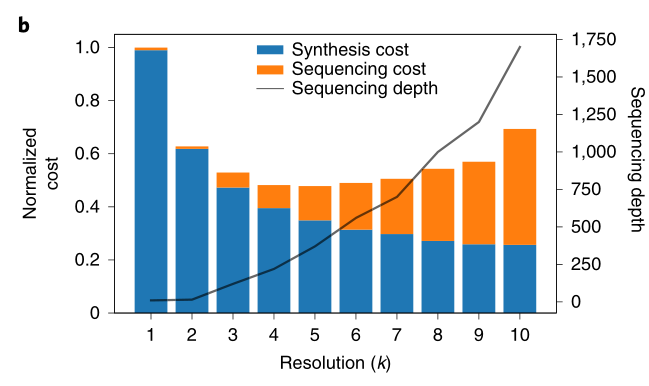 b
Synthesis cost
Sequencing cost
Sequencing depth
1.0
0.8
0.6
0.4
0.2
0
Normalized
cost
1,750
1,500
1,250
1,000
750
500
250
0
Sequencing depth
1 2 3 4 5 6 7 8 9 10
Resolution (k)